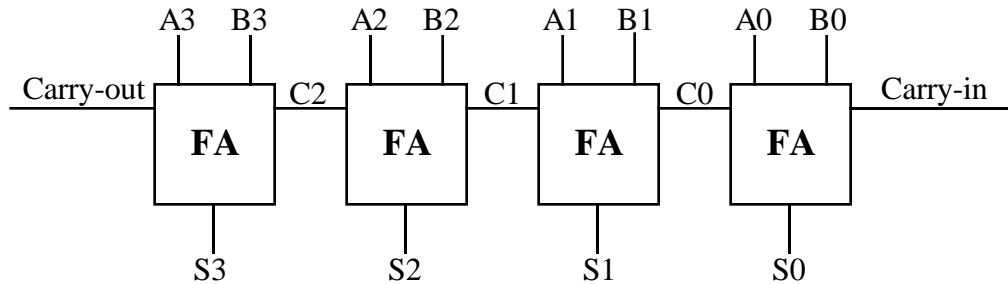 A3 B3 A2 B2 A1 B1 A0 B0
Carry-out C2 C1 C0 Carry-in
FA FA FA FA
S3 S2 S1 S0